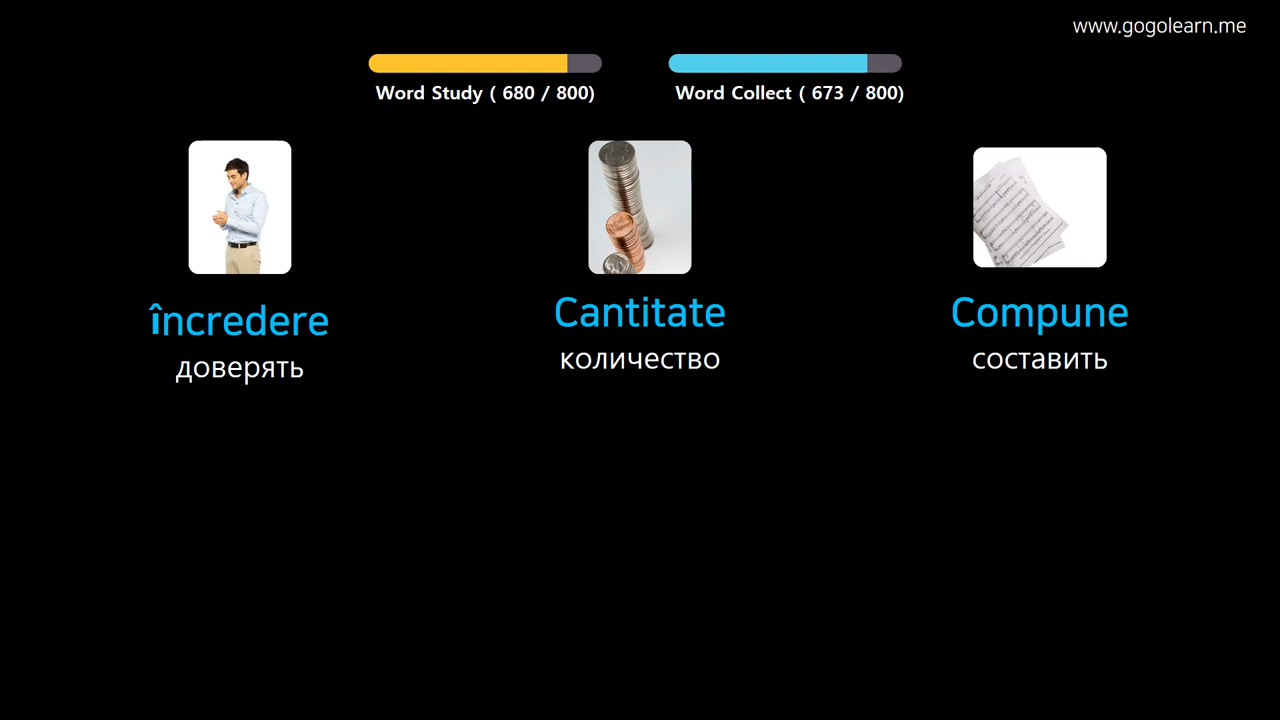 www.gogolearn.me
Word Study ( 680 / 800)
Word Collect ( 673 / 800)
încredere
доверять
Cantitate
количество
Compune
составить